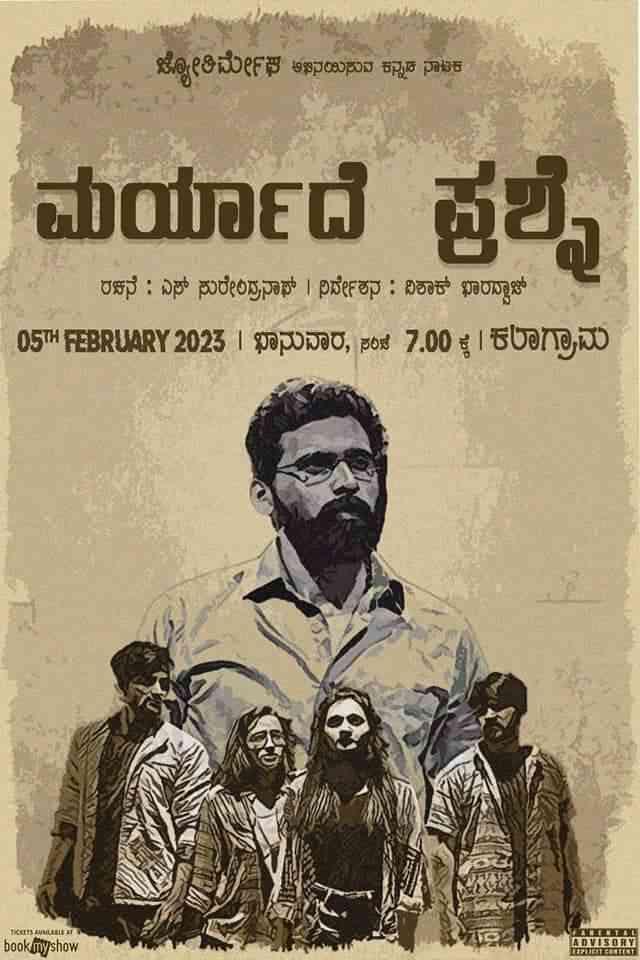 ಜ್ಯೋತಿರ್ಮೇಘ ಅಭಿನಯಿಸುವ ಕನ್ನಡ ನಾಟಕ
ಮರ್ಯಾದೆ ಪ್ರಶ್ನೆ
ರಚನೆ : ಎಸ್ ಸುರೇಂದ್ರನಾಥ್ | ನಿರ್ದೇಶನ : ವಿಶಾಕ್ ಭಾರದ್ವಾಜ್
05TH FEBRUARY 2023 | ಭಾನುವಾರ, ಸಂಜೆ 7.00 ಕ್ಕೆ | ಕಲಾಗ್ರಾಮ
TICKETS AVAILABLE AT
bookmyshow
PARENTAL
ADVISORY
EXPLICIT CONTENT